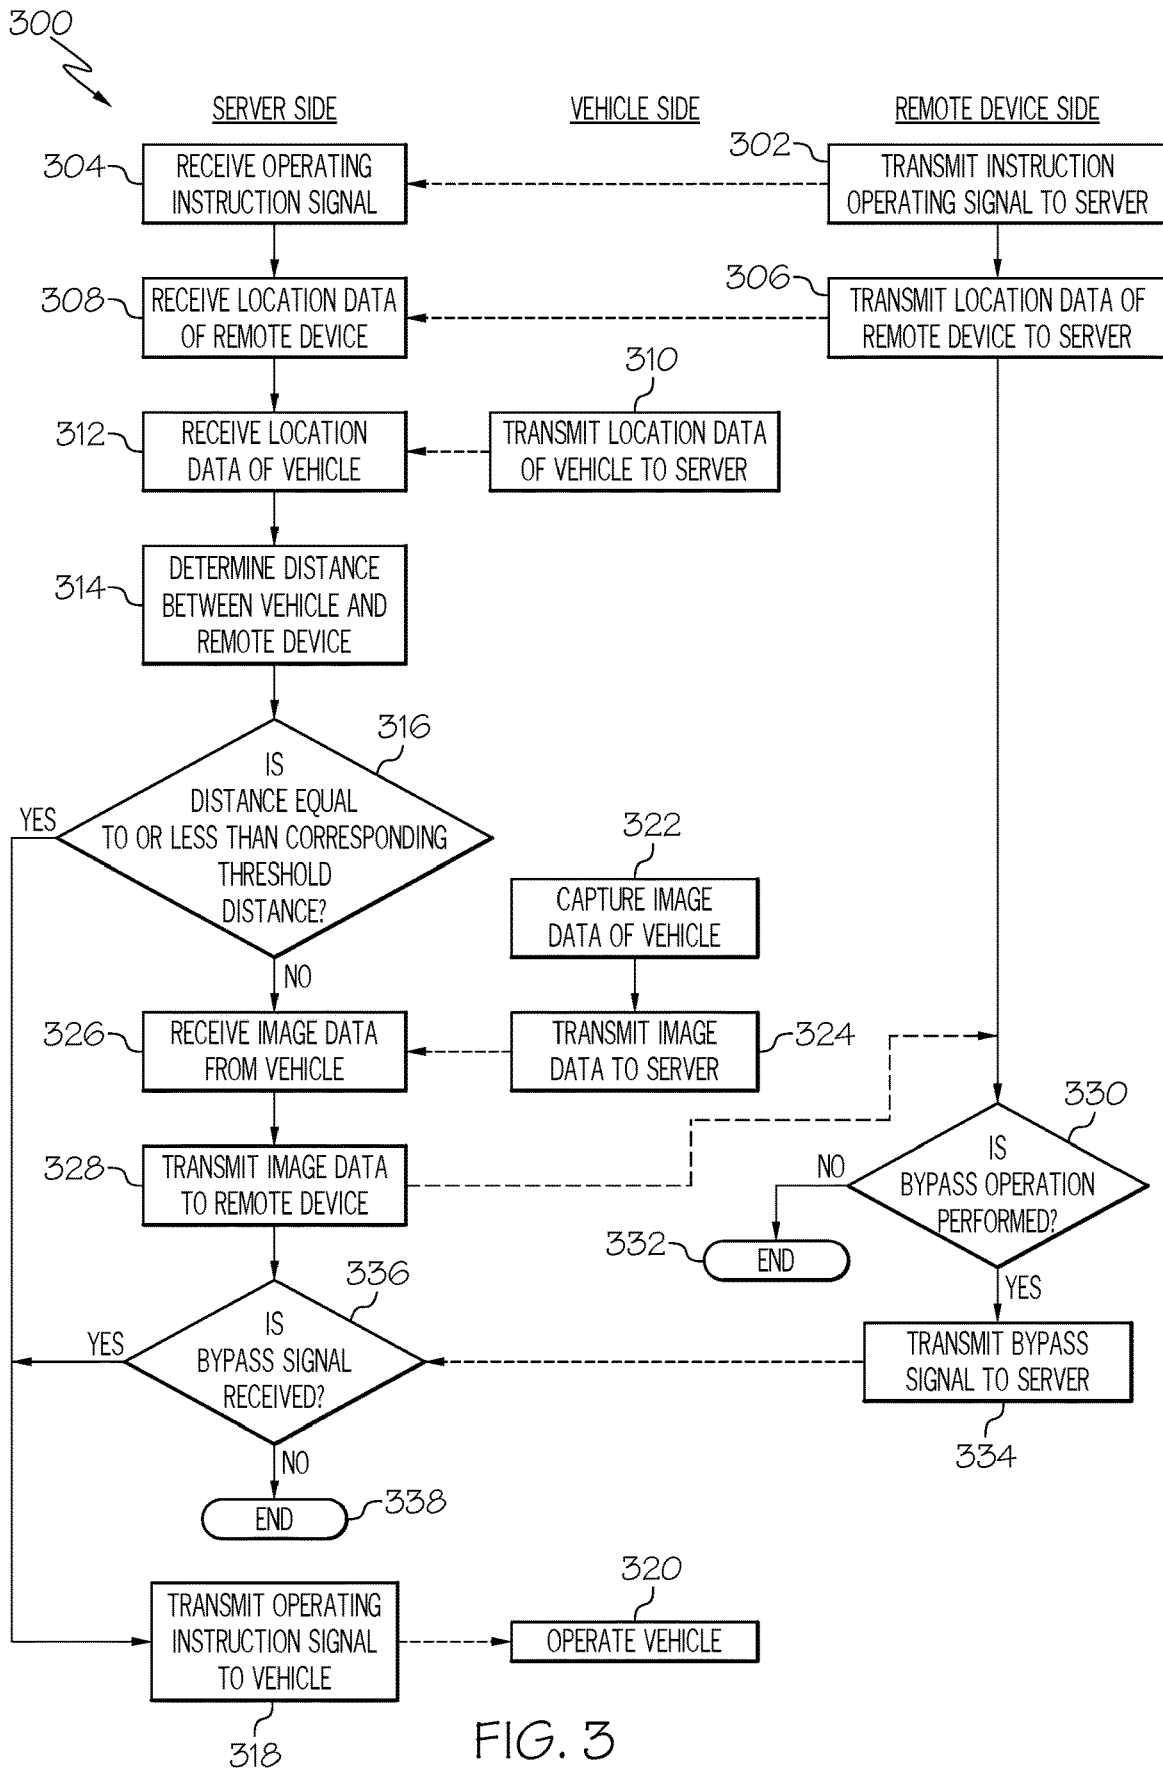 300
SERVER SIDE
VEHICLE SIDE
REMOTE DEVICE SIDE
304
RECEIVE OPERATING
INSTRUCTION SIGNAL
302
TRANSMIT INSTRUCTION
OPERATING SIGNAL TO SERVER
308
RECEIVE LOCATION DATA
OF REMOTE DEVICE
306
TRANSMIT LOCATION DATA OF
REMOTE DEVICE TO SERVER
312
RECEIVE LOCATION
DATA OF VEHICLE
310
TRANSMIT LOCATION DATA
OF VEHICLE TO SERVER
314
DETERMINE DISTANCE
BETWEEN VEHICLE AND
REMOTE DEVICE
316
IS
DISTANCE EQUAL
TO OR LESS THAN CORRESPONDING
THRESHOLD
DISTANCE?
YES
NO
322
CAPTURE IMAGE
DATA OF VEHICLE
326
RECEIVE IMAGE DATA
FROM VEHICLE
TRANSMIT IMAGE
DATA TO SERVER
324
328
TRANSMIT IMAGE DATA
TO REMOTE DEVICE
330
IS
BYPASS OPERATION
PERFORMED?
NO
332
END
YES
336
IS
BYPASS SIGNAL
RECEIVED?
YES
TRANSMIT BYPASS
SIGNAL TO SERVER
334
NO
END
338
TRANSMIT OPERATING
INSTRUCTION SIGNAL
TO VEHICLE
318
320
OPERATE VEHICLE
FIG. 3